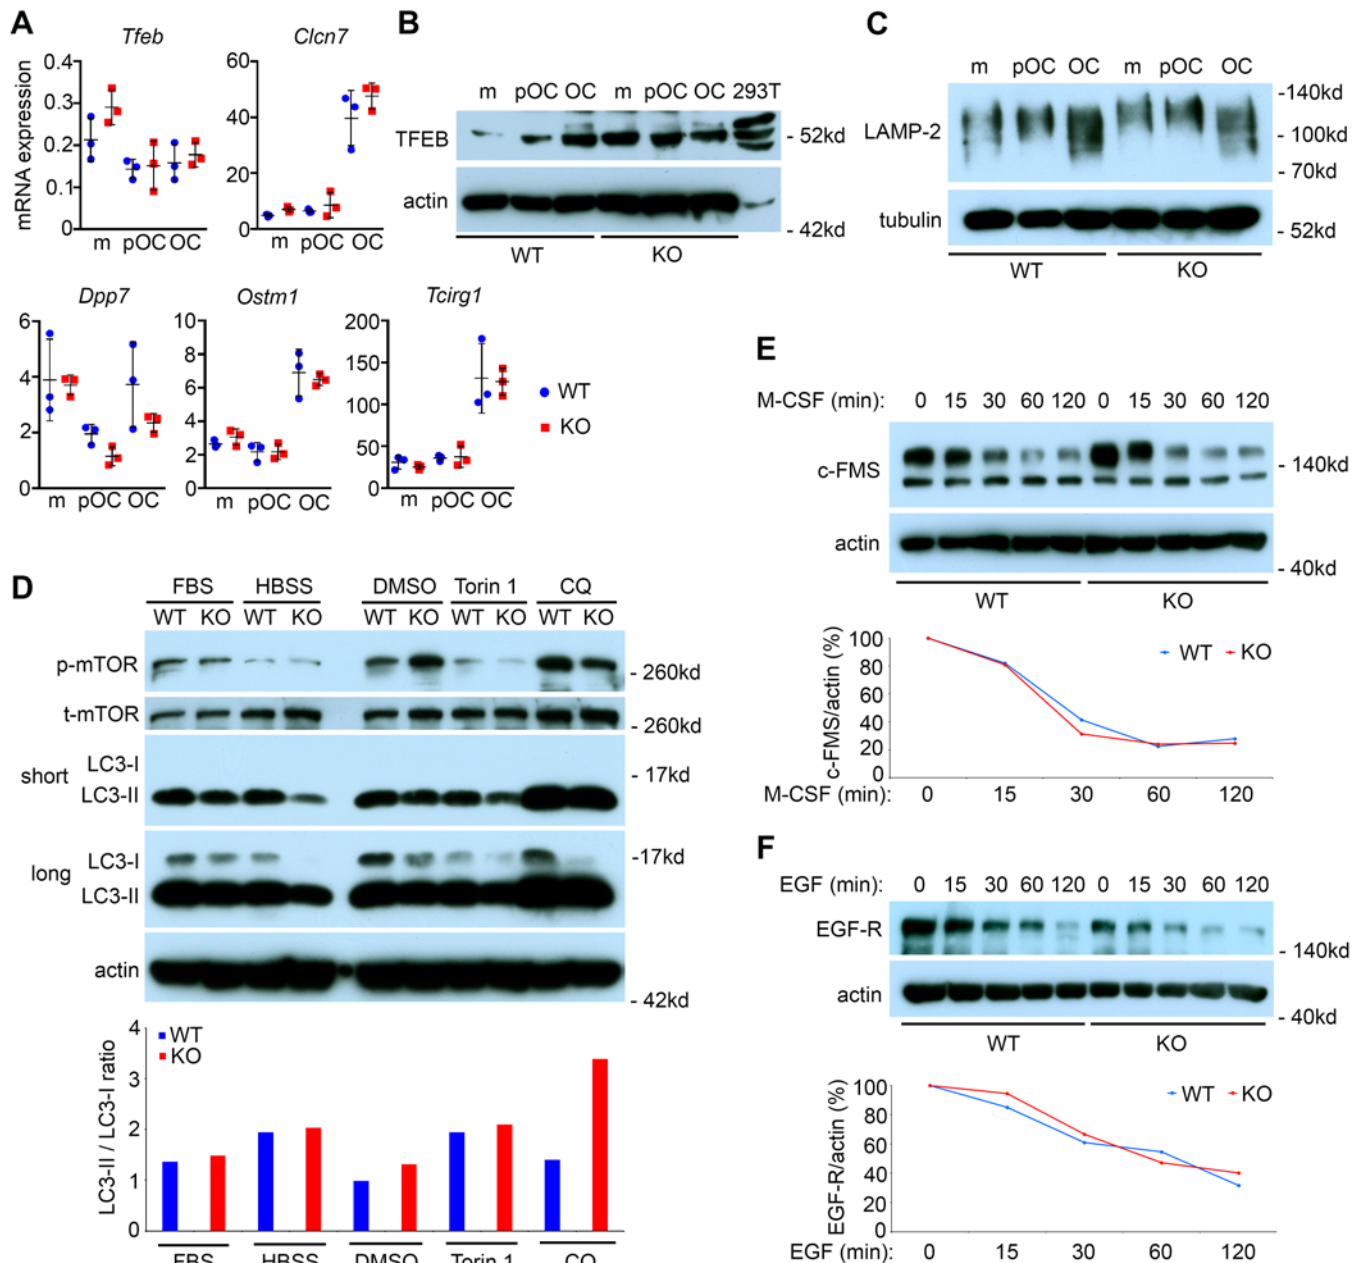 A
Tfeb
Clcn7
mRNA expression
0.4
0.3
0.2
0.1
0
m pOC OC
60
40
20
0
m pOC OC
Dpp7
Ostm1
Tcirg1
6
4
2
0
m pOC OC
10
8
6
4
2
0
m pOC OC
200
150
100
50
0
m pOC OC
WT
KO
B
m pOC OC m pOC OC 293T
TFEB
- 52kd
actin
- 42kd
WT KO
C
m pOC OC m pOC OC
LAMP-2
-140kd
- 100kd
- 70kd
tubulin
- 52kd
WT KO
D
FBS HBSS DMSO Torin 1 CQ
WT KO WT KO WT KO WT KO WT KO
p-mTOR
- 260kd
t-mTOR
- 260kd
short
LC3-I
- 17kd
LC3-II
long
LC3-I
-17kd
LC3-II
actin
- 42kd
LC3-II / LC3-I ratio
4
3
2
1
0
WT
KO
FBS HBSS DMSO Torin 1 CQ
E
M-CSF (min): 0 15 30 60 120 0 15 30 60 120
c-FMS
- 140kd
actin
- 40kd
WT KO
c-FMS/actin (%)
100
80
60
40
20
0
WT KO
M-CSF (min): 0 15 30 60 120
F
EGF (min): 0 15 30 60 120 0 15 30 60 120
EGF-R
- 140kd
actin
- 40kd
WT KO
EGF-R/actin (%)
100
80
60
40
20
0
WT KO
EGF (min): 0 15 30 60 120